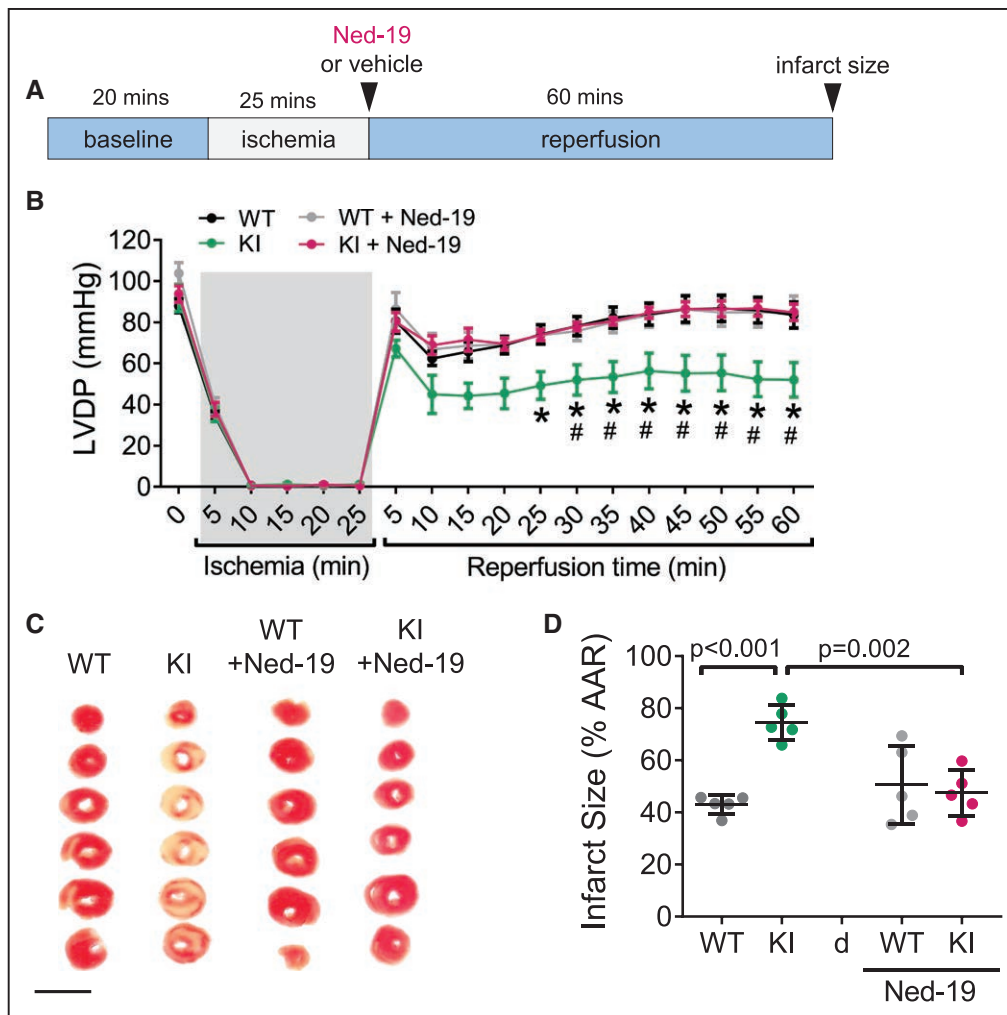 Ned-19
or vehicle
infarct size
A
20 mins
25 mins
60 mins
baseline
ischemia
reperfusion
B
WT
WT + Ned-19
KI
KI + Ned-19
LVDP (mmHg)
120
100
80
60
40
20
0
* * * * * * * *
# # # # # # #
0 5 10 15 20 25 5 10 15 20 25 30 35 40 45 50 55 60
Ischemia (min)
Reperfusion time (min)
C
WT
KI
WT
+Ned-19
KI
+Ned-19
D
p<0.001
p=0.002
Infarct Size (% AAR)
100
80
60
40
20
0
WT KI d WT KI
Ned-19